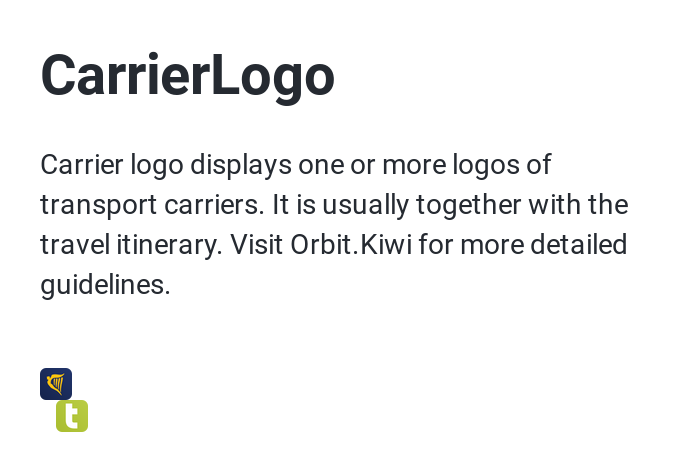 CarrierLogo
Carrier logo displays one or more logos of
transport carriers. It is usually together with the
travel itinerary. Visit Orbit.Kiwi for more detailed
guidelines.
t